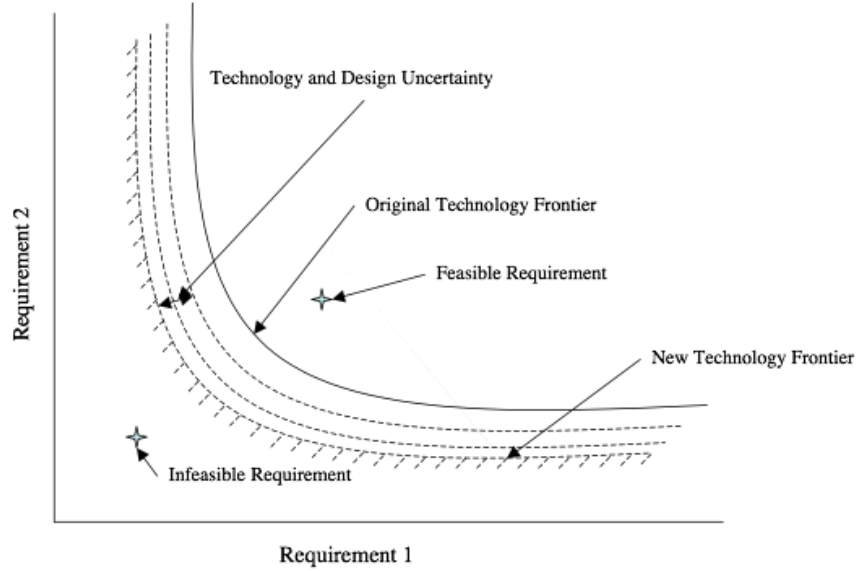 Technology and Design Uncertainty
Original Technology Frontier
Requirement 2
Feasible Requirement
New Technology Frontier
Infeasible Requirement
Requirement 1